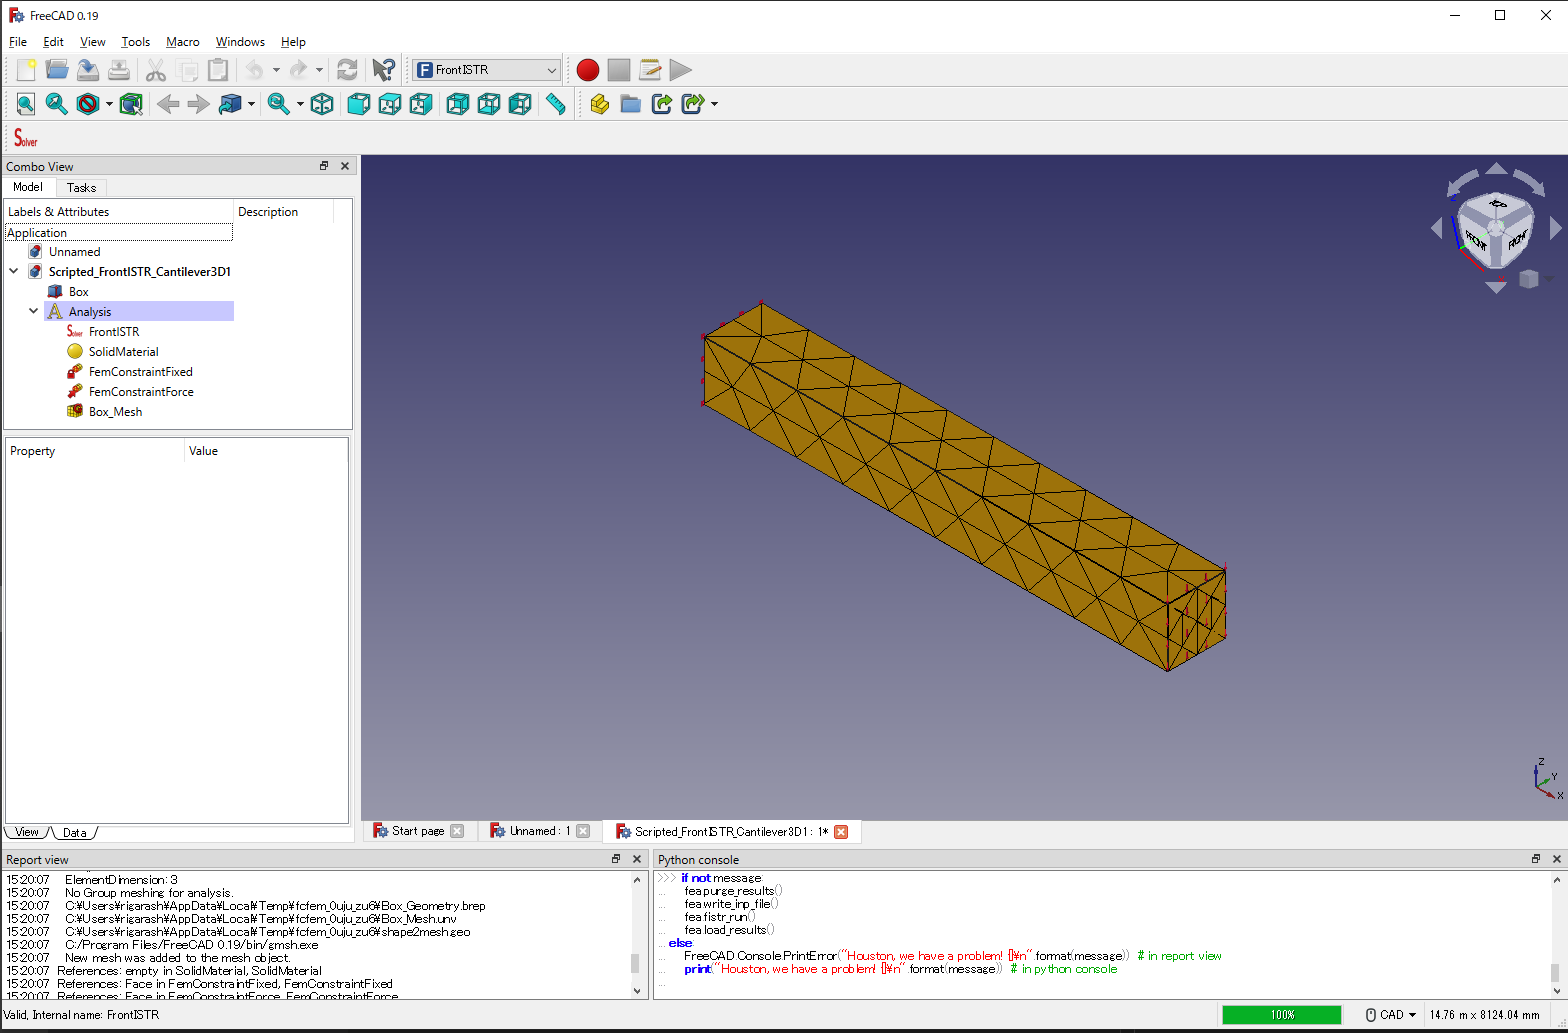 FreeCAD 0.19
File Edit View Tools Macro Windows Help
FrontISTR
Solver
Combo View
Model Tasks
Labels & Attributes Description
Application
Unnamed
Scripted_FrontISTR_Cantilever3D1
Box
Analysis
Solver FrontISTR
SolidMaterial
FemConstraintFixed
FemConstraintForce
Box_Mesh
Property Value
View Data
TOP
FRONT
Z
Z
Y
X
Start page Unnamed : 1 Scripted_FrontISTR_Cantilever3D1 : 1*
Report view
15:20:07 ElementDimension: 3
15:20:07 No Group meshing for analysis.
15:20:07 C:¥Users¥rigarash¥AppData¥Local¥Temp¥fcfem_0uju_zu6¥Box_Geometry.brep
15:20:07 C:¥Users¥rigarash¥AppData¥Local¥Temp¥fcfem_0uju_zu6¥Box_Mesh.unv
15:20:07 C:¥Users¥rigarash¥AppData¥Local¥Temp¥fcfem_0uju_zu6¥shape2mesh.geo
15:20:07 C:/Program Files/FreeCAD 0.19/bin/gmsh.exe
15:20:07 New mesh was added to the mesh object.
15:20:07 References: empty in SolidMaterial, SolidMaterial
15:20:07 References: Face in FemConstraintFixed, FemConstraintFixed
15:20:07 References: Face in FemConstraintForce, FemConstraintForce
Python console
>>> if not message:
... fea.purge_results()
... fea.write_inp_file()
... fea.fistr_run()
... fea.load_results()
... else:
... FreeCAD.Console.PrintError("Houston, we have a problem! {}¥n".format(message)) # in report view
... print("Houston, we have a problem! {}¥n".format(message)) # in python console
...
Valid, Internal name: FrontISTR
100% CAD 14.76 m x 8124.04 mm